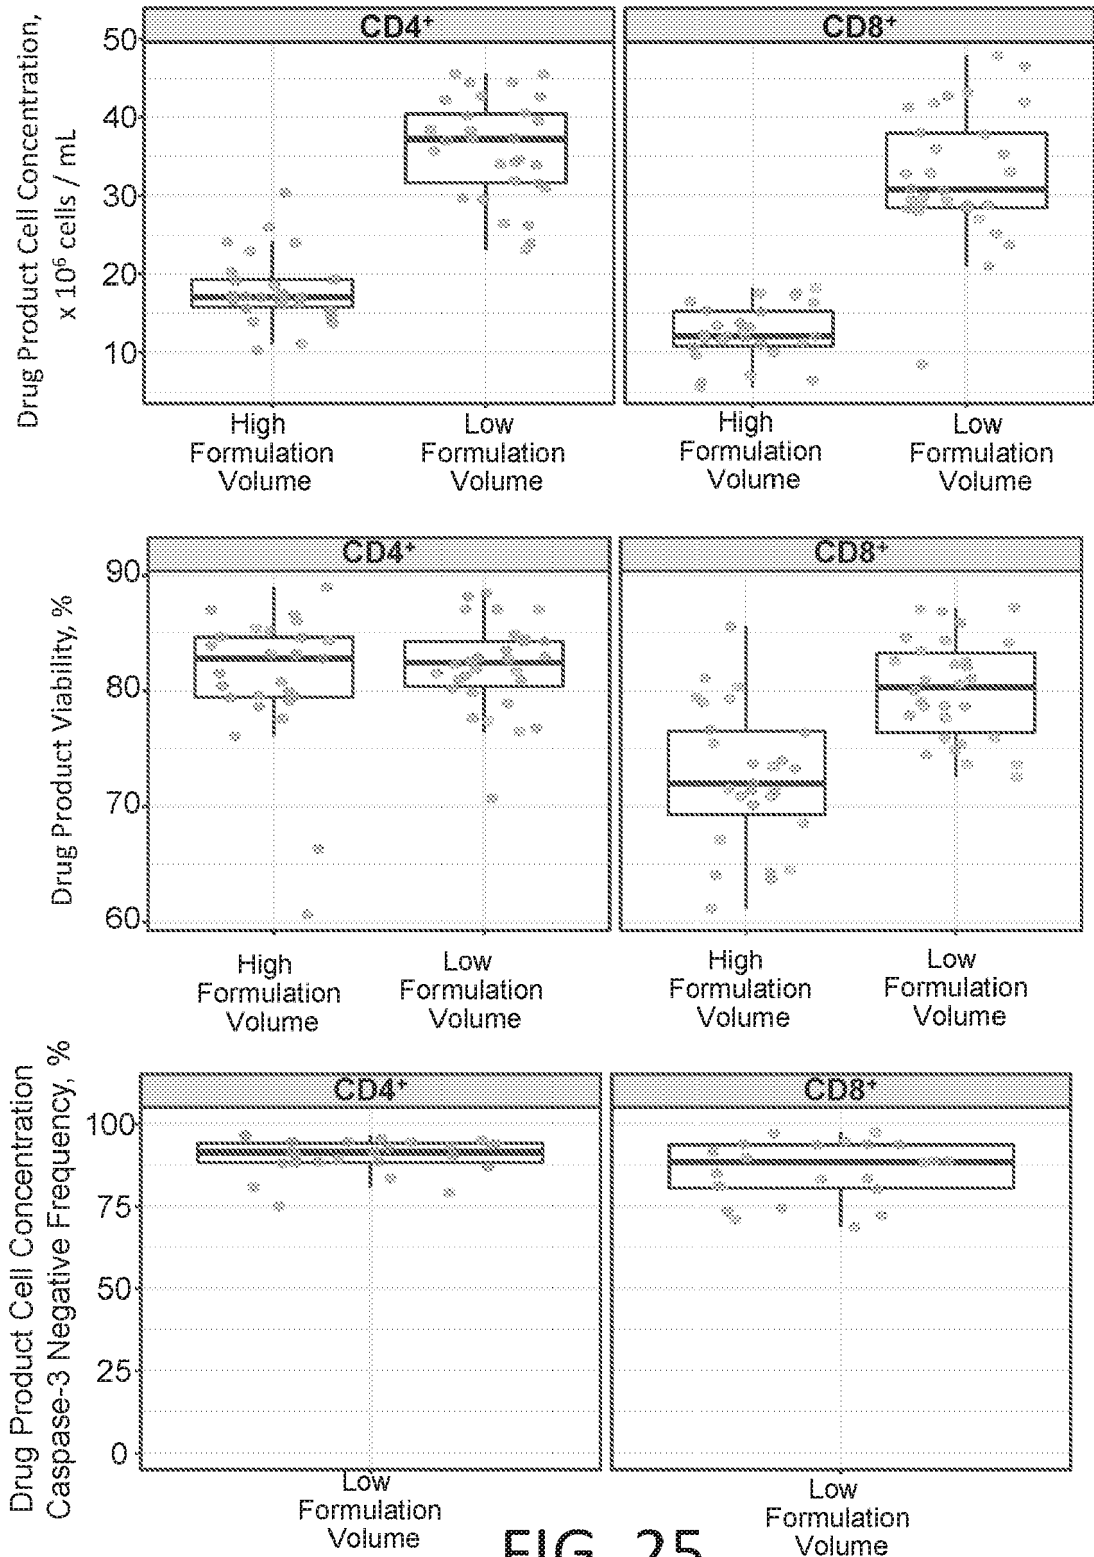 Drug Product Cell Concentration,
x 10⁶ cells / mL
CD4⁺
CD8⁺
50
40
30
20
10
High
Formulation
Volume
Low
Formulation
Volume
High
Formulation
Volume
Low
Formulation
Volume
Drug Product Viability, %
CD4⁺
CD8⁺
90
80
70
60
High
Formulation
Volume
Low
Formulation
Volume
High
Formulation
Volume
Low
Formulation
Volume
Drug Product Cell Concentration
Caspase-3 Negative Frequency, %
CD4⁺
CD8⁺
100
75
50
25
0
Low
Formulation
Volume
Low
Formulation
Volume
FIG. 25